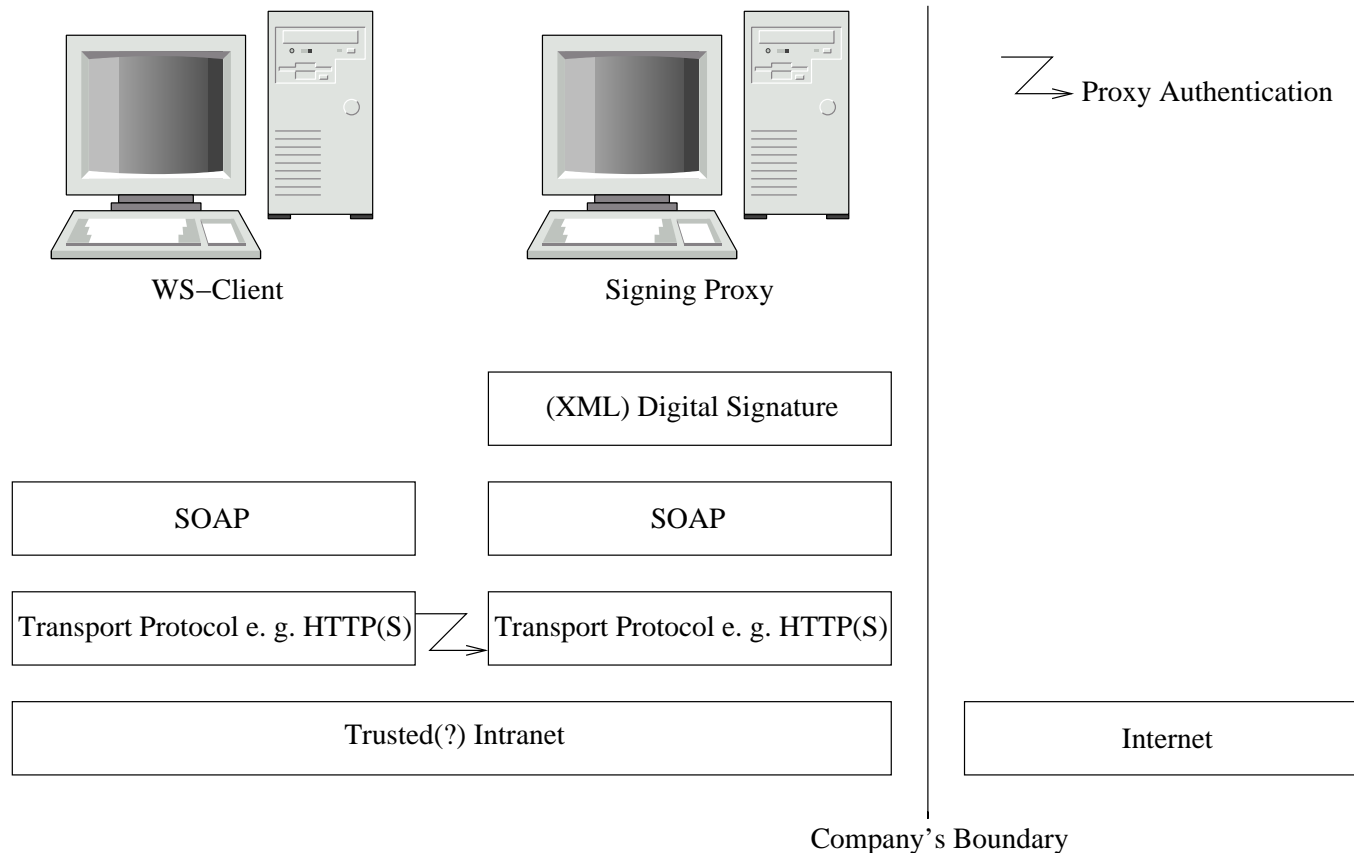 Proxy Authentication
WS−Client
Signing Proxy
(XML) Digital Signature
SOAP
SOAP
Transport Protocol e. g. HTTP(S)
Transport Protocol e. g. HTTP(S)
Trusted(?) Intranet
Internet
Company's Boundary